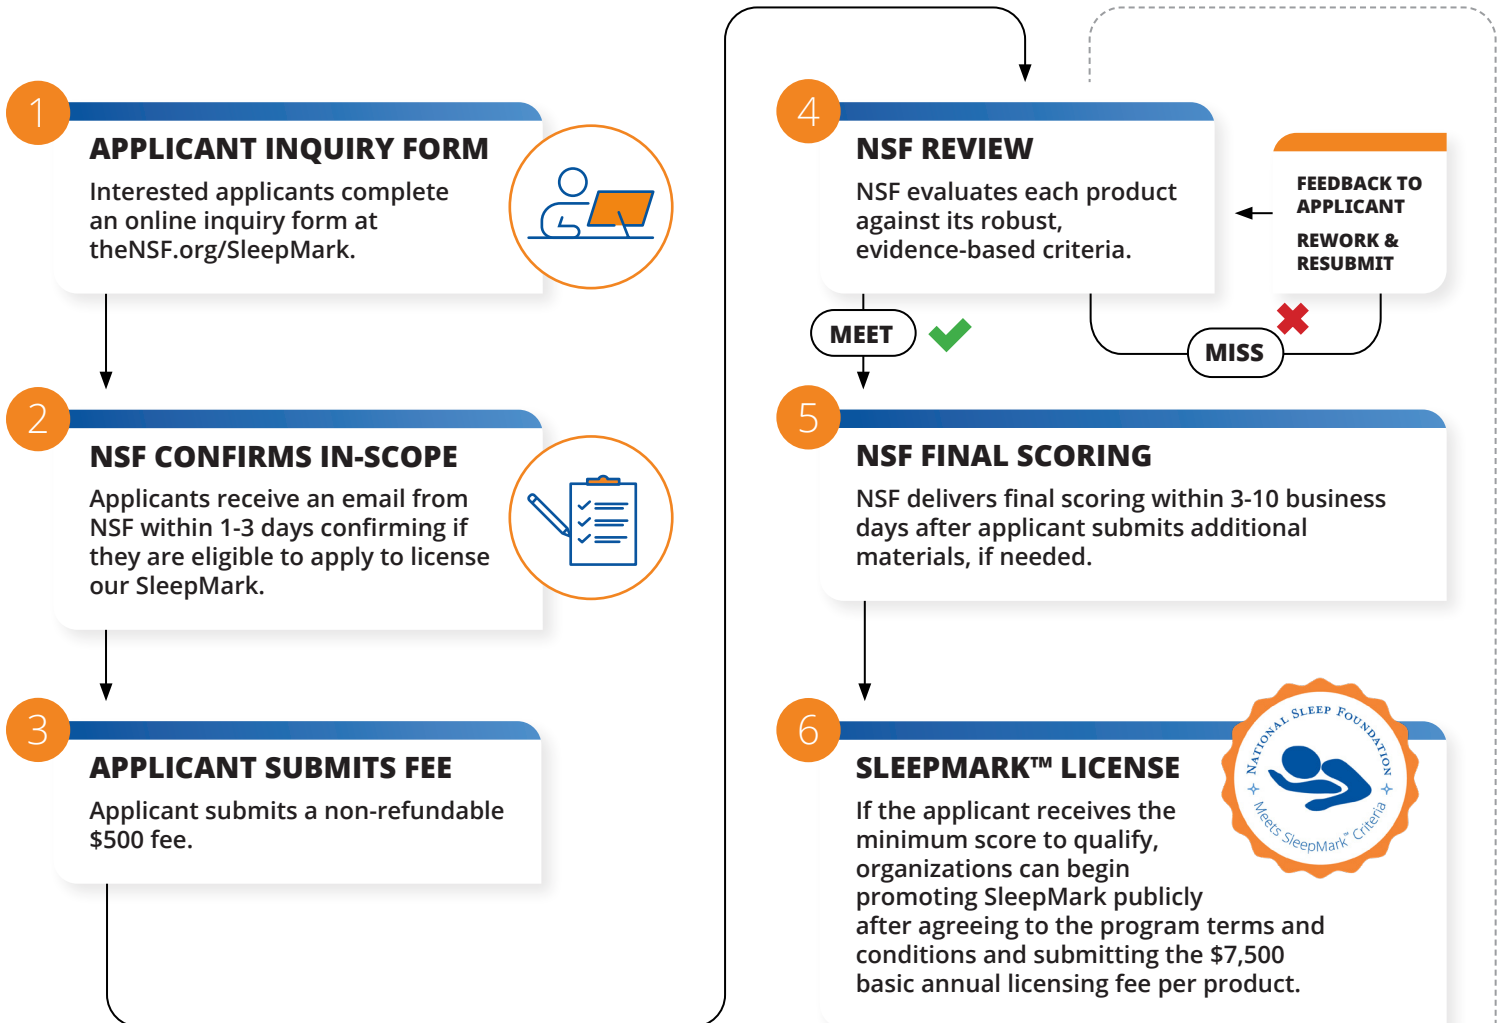 1
APPLICANT INQUIRY FORM
Interested applicants complete
an online inquiry form at
theNSF.org/SleepMark.
2
NSF CONFIRMS IN-SCOPE
Applicants receive an email from
NSF within 1-3 days confirming if
they are eligible to apply to license
our SleepMark.
3
APPLICANT SUBMITS FEE
Applicant submits a non-refundable
$500 fee.
4
NSF REVIEW
NSF evaluates each product
against its robust,
evidence-based criteria.
FEEDBACK TO
APPLICANT
REWORK &
RESUBMIT
MEET
MISS
5
NSF FINAL SCORING
NSF delivers final scoring within 3-10 business
days after applicant submits additional
materials, if needed.
6
SLEEPMARK™ LICENSE
If the applicant receives the
minimum score to qualify,
organizations can begin
promoting SleepMark publicly
after agreeing to the program terms and
conditions and submitting the $7,500
basic annual licensing fee per product.
NATIONAL SLEEP FOUNDATION
Meets SleepMark™ Criteria